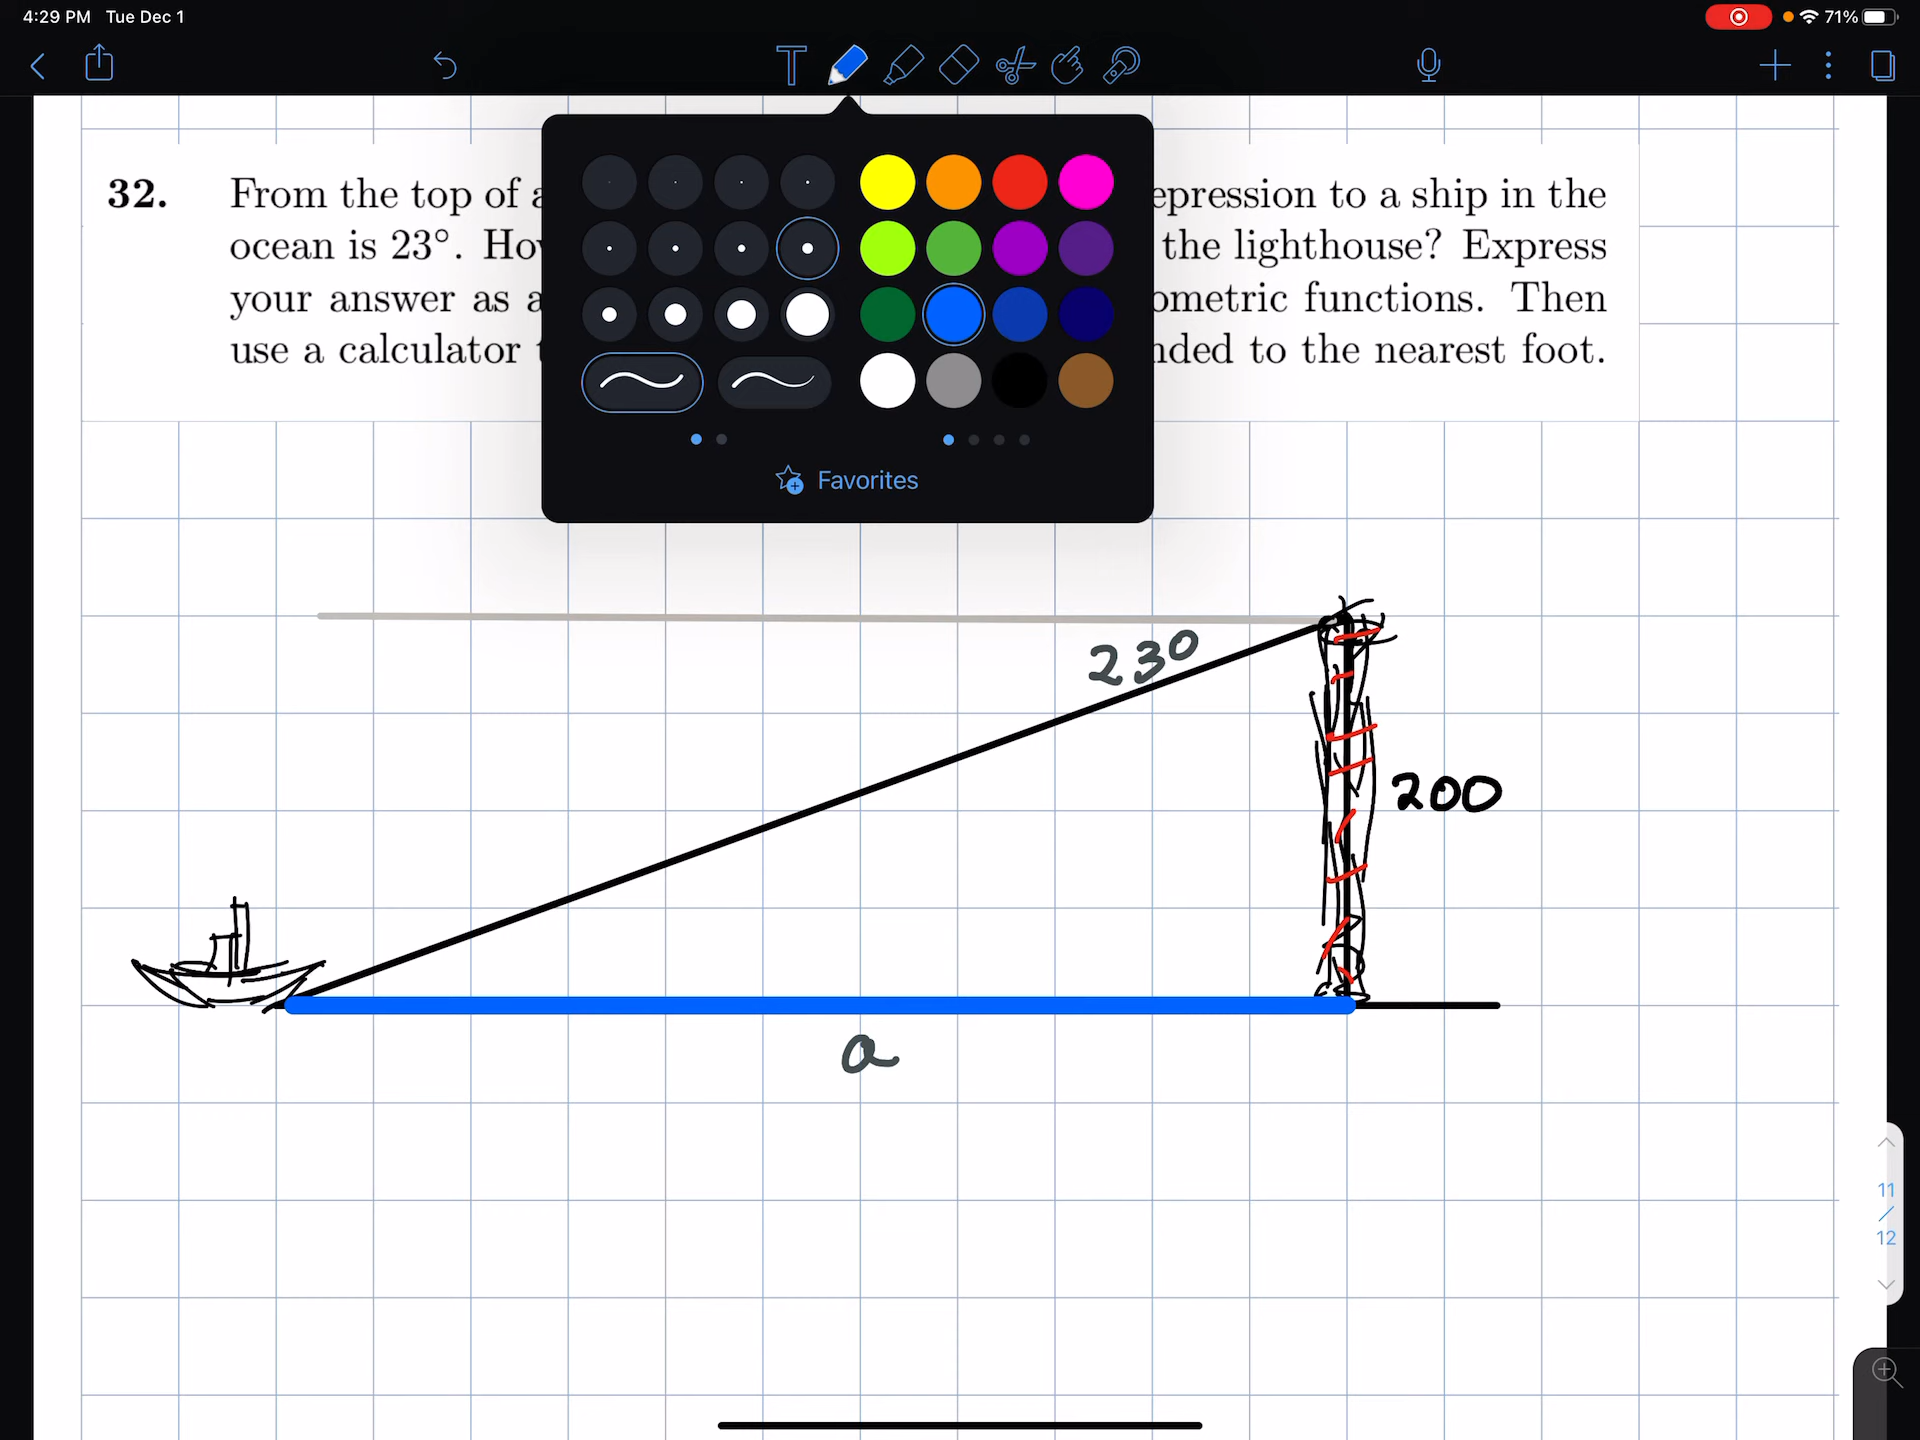 4:29 PM Tue Dec 1
71%
T
32. From the top of a epression to a ship in the
ocean is 23°. Ho the lighthouse? Express
your answer as a ometric functions. Then
use a calculator t nded to the nearest foot.
Favorites
23°
200
a
11
/
12